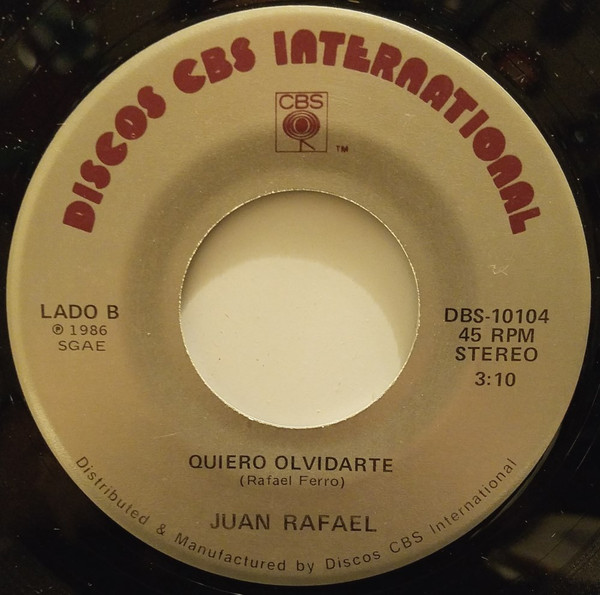 DISCOS CBS INTERNATIONAL
CBS
TM
LADO B
℗ 1986
SGAE
DBS-10104
45 RPM
STEREO
3:10
QUIERO OLVIDARTE
(Rafael Ferro)
JUAN RAFAEL
Distributed & Manufactured by Discos CBS International